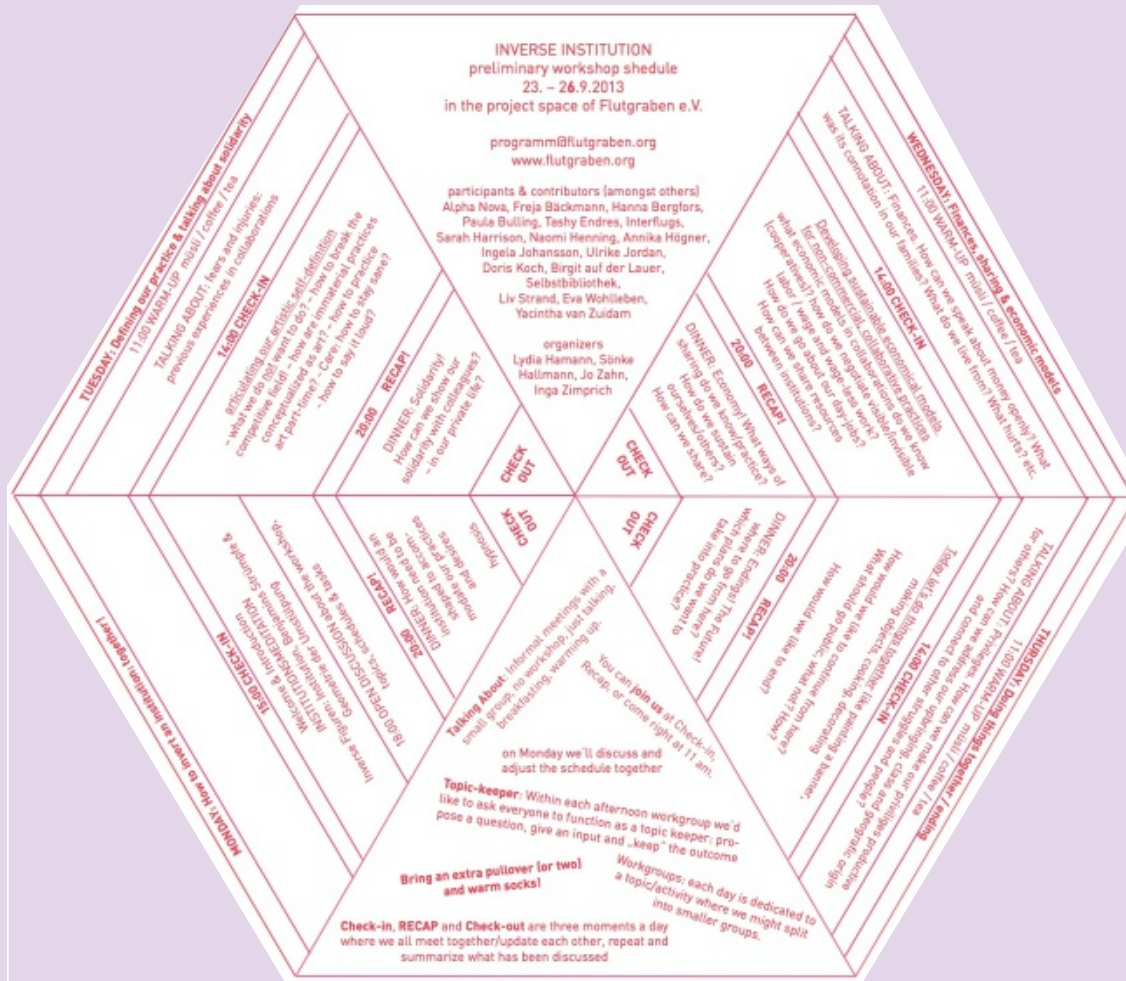 INVERSE INSTITUTION
preliminary workshop shedule
23. – 26.9.2013
in the project space of Flutgraben e.V.
programm@flutgraben.org
www.flutgraben.org
participants & contributors (amongst others)
Alpha Nova, Freja Bäckmann, Hanna Bergfors,
Paula Bulling, Tashy Endres, Interflugs,
Sarah Harrison, Naomi Henning, Annika Högner,
Ingela Johansson, Ulrike Jordan,
Doris Koch, Birgit auf der Lauer,
Selbstbibliothek,
Liv Strand, Eva Wohlleben,
Yacintha van Zuidam
organizers
Lydia Hamann, Sönke
Hallmann, Jo Zahn,
Inga Zimprich
MONDAY: How to invert an institution: together!
15:00 CHECK-IN
Welcome & Introduction
INSTITUTIONSMEDITATION
Inverse Figuren: Institution, Benjamin Strumple &
Geometrie der Umstülpung
18:00 OPEN DISCUSSION about the workshop,
topics, schedules & tasks
20:00 RECAP!
DINNER: How would an
institution need to be
shaped to accom-
modate our practices
and desires
hypnosis
CHECK
OUT
TUESDAY: Defining our practice & talking about solidarity
11:00 WARM-UP müsli / coffee / tea
TALKING ABOUT: fears and injuries:
previous experiences in collaborations
14:00 CHECK-IN
articulating our artistic self-definition
– what we do not want to do? – how to break the
competitive field! – how are immaterial practices
conceptualized as art? – how to practice
art part-time? – Care: how to stay sane?
– how to say it loud?
20:00 RECAP!
DINNER: Solidarity!
How can we show our
solidarity with colleagues?
– in our private life?
CHECK
OUT
WEDNESDAY: Finances, sharing & economic models
11:00 WARM-UP müsli / coffee / tea
TALKING ABOUT: Finances. How can we speak about money openly? What
was its connotation in our families? What do we live from? What hurts? etc.
14:00 CHECK-IN
Developing sustainable economical models
for non-commercial, collaborative practices
what economic models of collaborations do we know
(cooperatives)? how do we negotiate visible/invisible
labor / wage and wage-less work?
How do we go about our day-jobs?
How can we share resources
between institutions?
20:00 RECAP!
DINNER: Economy! What ways of
sharing do we know/practice?
How do we sustain
ourselves/others?
How can we share?
CHECK
OUT
THURSDAY: Doing things together / ending
11:00 WARM-UP müsli / coffee / tea
TALKING ABOUT: Privileges. How can we make our priviliges productive
for others? How can we address our upbringing, class and geografic origin
and connect to other struggles and people?
14:00 CHECK-IN
Today let's do things together, like painting a banner,
making objects, cooking, decorating
How would we like to continue from here?
What should go public, what not? How?
How would we like to end?
20:00 RECAP!
DINNER: Endings! The Future!
where to go from here?
which plans do we want to
take into practice?
CHECK
OUT
Talking About: Informal meetings with a
small group, no workshop, just talking,
breakfasting, warming up.
You can join us at Check-in,
Recap, or come right at 11 am.
on Monday we'll discuss and
adjust the schedule together
Topic-keeper: Within each afternoon workgroup we'd
like to ask everyone to function as a topic keeper: pro-
pose a question, give an input and „keep" the outcome
Bring an extra pullover (or two)
and warm socks!
Workgroups: each day is dedicated to
a topic/activity where we might split
into smaller groups.
Check-in, RECAP and Check-out are three moments a day
where we all meet together/update each other, repeat and
summarize what has been discussed